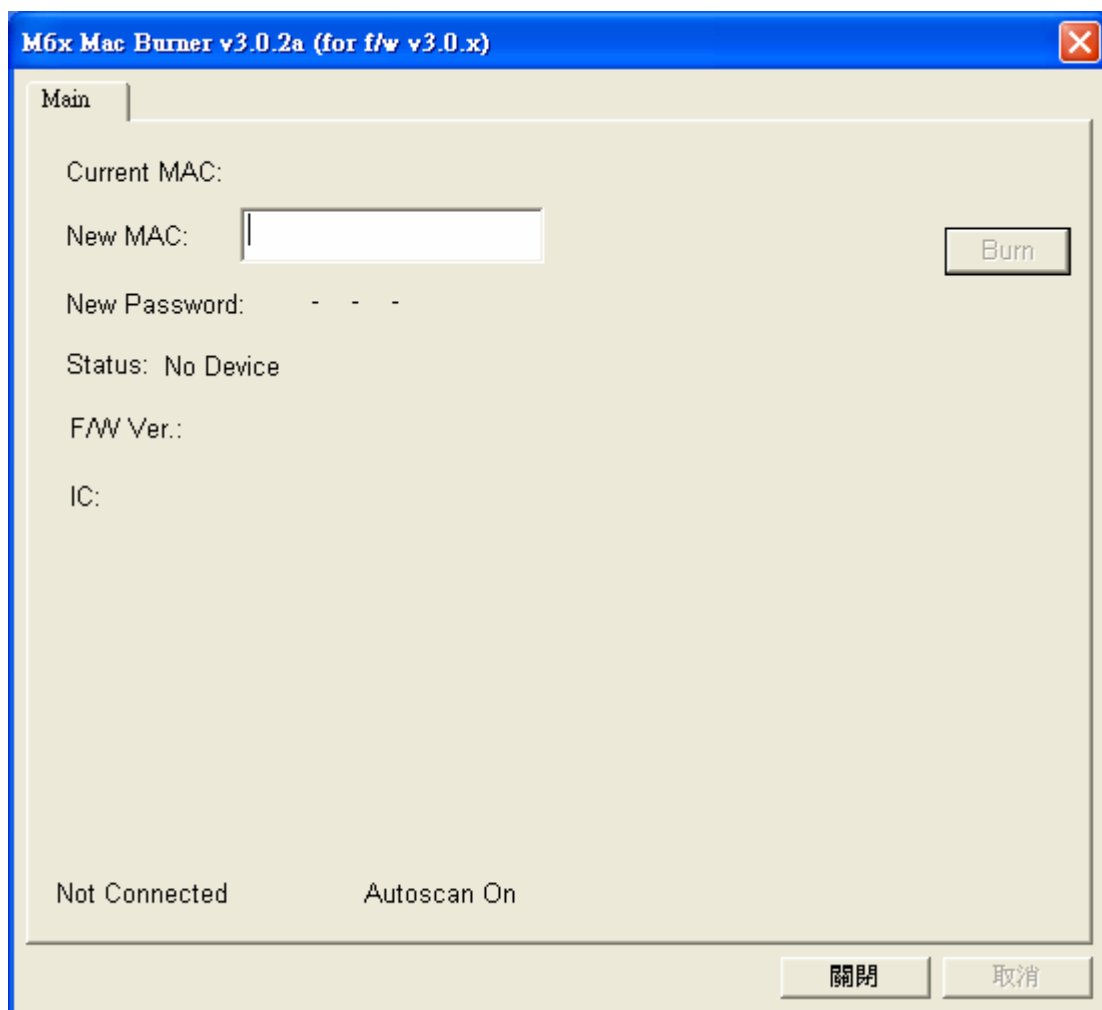 M6x Mac Burner v3.0.2a (for f/w v3.0.x)
Main
Current MAC:
New MAC:
Burn
New Password: - - -
Status: No Device
F/W Ver.:
IC:
Not Connected Autoscan On
關閉 取消